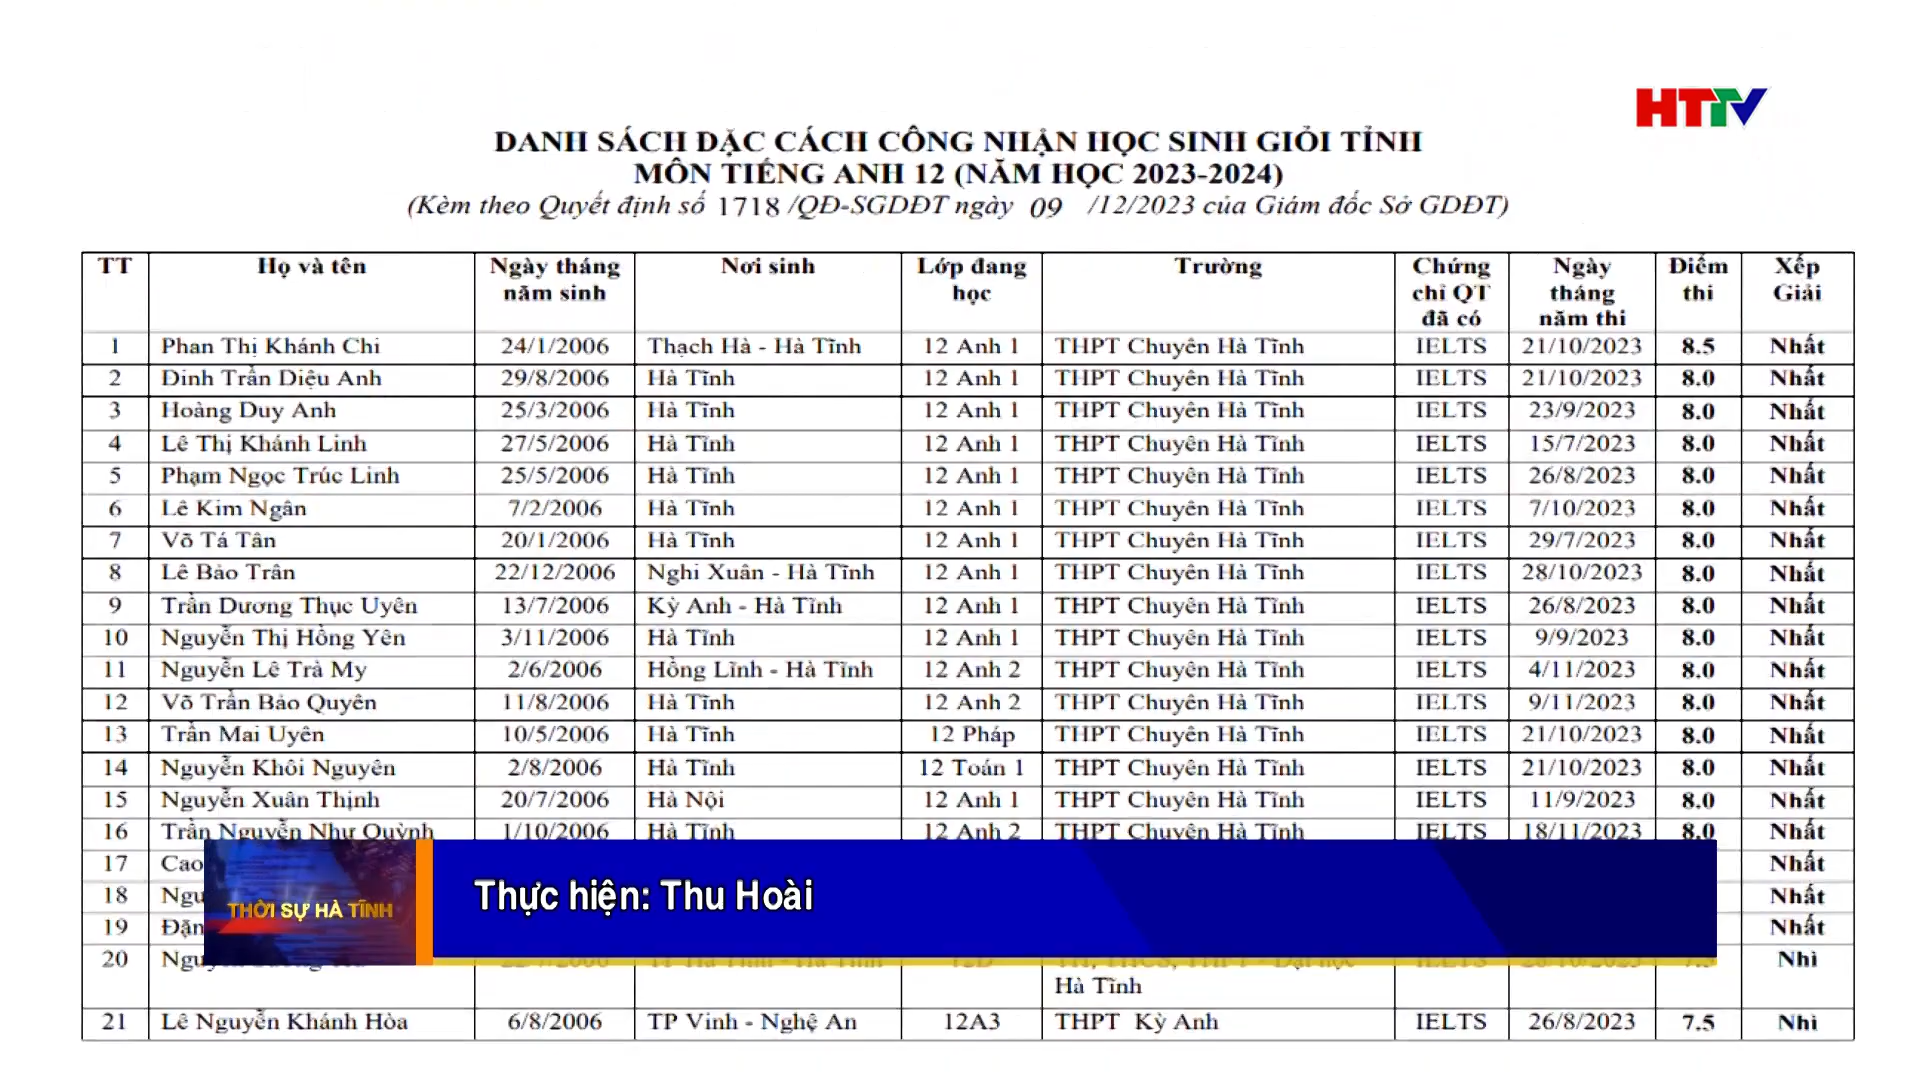 HTTV
DANH SÁCH ĐẶC CÁCH CÔNG NHẬN HỌC SINH GIỎI TỈNH
MÔN TIẾNG ANH 12 (NĂM HỌC 2023-2024)
(Kèm theo Quyết định số 1718 /QĐ-SGDĐT ngày 09 /12/2023 của Giám đốc Sở GDĐT)
TT Họ và tên Ngày tháng năm sinh Nơi sinh Lớp đang học Trường Chứng chỉ QT đã có Ngày tháng năm thi Điểm thi Xếp Giải
1 Phan Thị Khánh Chi 24/1/2006 Thạch Hà - Hà Tĩnh 12 Anh 1 THPT Chuyên Hà Tĩnh IELTS 21/10/2023 8.5 Nhất
2 Đinh Trần Diệu Anh 29/8/2006 Hà Tĩnh 12 Anh 1 THPT Chuyên Hà Tĩnh IELTS 21/10/2023 8.0 Nhất
3 Hoàng Duy Anh 25/3/2006 Hà Tĩnh 12 Anh 1 THPT Chuyên Hà Tĩnh IELTS 23/9/2023 8.0 Nhất
4 Lê Thị Khánh Linh 27/5/2006 Hà Tĩnh 12 Anh 1 THPT Chuyên Hà Tĩnh IELTS 15/7/2023 8.0 Nhất
5 Phạm Ngọc Trúc Linh 25/5/2006 Hà Tĩnh 12 Anh 1 THPT Chuyên Hà Tĩnh IELTS 26/8/2023 8.0 Nhất
6 Lê Kim Ngân 7/2/2006 Hà Tĩnh 12 Anh 1 THPT Chuyên Hà Tĩnh IELTS 7/10/2023 8.0 Nhất
7 Võ Tá Tân 20/1/2006 Hà Tĩnh 12 Anh 1 THPT Chuyên Hà Tĩnh IELTS 29/7/2023 8.0 Nhất
8 Lê Bảo Trân 22/12/2006 Nghi Xuân - Hà Tĩnh 12 Anh 1 THPT Chuyên Hà Tĩnh IELTS 28/10/2023 8.0 Nhất
9 Trần Dương Thục Uyên 13/7/2006 Kỳ Anh - Hà Tĩnh 12 Anh 1 THPT Chuyên Hà Tĩnh IELTS 26/8/2023 8.0 Nhất
10 Nguyễn Thị Hồng Yên 3/11/2006 Hà Tĩnh 12 Anh 1 THPT Chuyên Hà Tĩnh IELTS 9/9/2023 8.0 Nhất
11 Nguyễn Lê Trà My 2/6/2006 Hồng Lĩnh - Hà Tĩnh 12 Anh 2 THPT Chuyên Hà Tĩnh IELTS 4/11/2023 8.0 Nhất
12 Võ Trần Bảo Quyên 11/8/2006 Hà Tĩnh 12 Anh 2 THPT Chuyên Hà Tĩnh IELTS 9/11/2023 8.0 Nhất
13 Trần Mai Uyên 10/5/2006 Hà Tĩnh 12 Pháp THPT Chuyên Hà Tĩnh IELTS 21/10/2023 8.0 Nhất
14 Nguyễn Khôi Nguyên 2/8/2006 Hà Tĩnh 12 Toán 1 THPT Chuyên Hà Tĩnh IELTS 21/10/2023 8.0 Nhất
15 Nguyễn Xuân Thịnh 20/7/2006 Hà Nội 12 Anh 1 THPT Chuyên Hà Tĩnh IELTS 11/9/2023 8.0 Nhất
16 Trần Nguyễn Như Quỳnh 1/10/2006 Hà Tĩnh 12 Anh 2 THPT Chuyên Hà Tĩnh IELTS 18/11/2023 8.0 Nhất
17 Cao Nhất
18 Nhất
19 Nhất
20 Hà Tĩnh Nhì
21 Lê Nguyễn Khánh Hòa 6/8/2006 TP Vinh - Nghệ An 12A3 THPT Kỳ Anh IELTS 26/8/2023 7.5 Nhì
THỜI SỰ HÀ TĨNH
Thực hiện: Thu Hoài